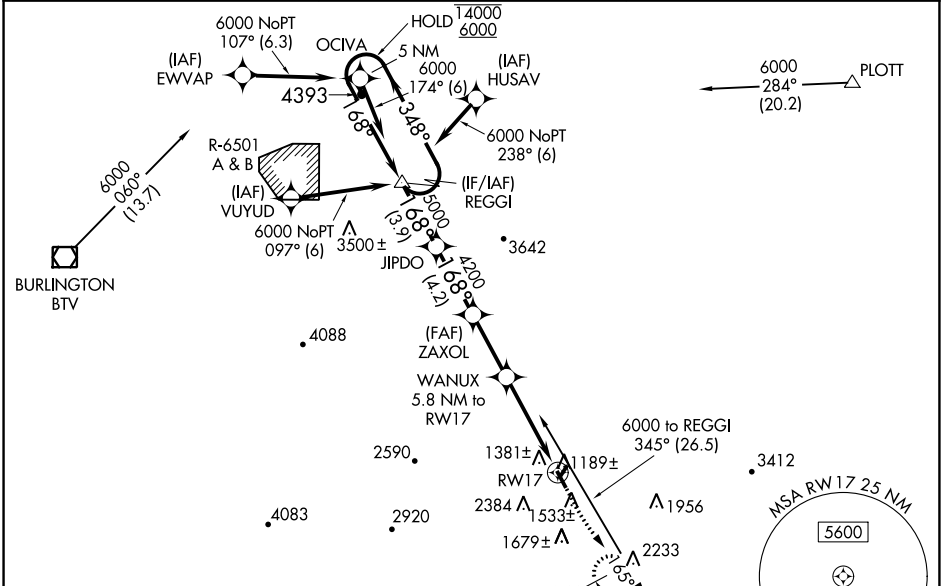 6000 NoPT
107° (6.3)
(IAF)
EWVAP
OCIVA
HOLD
14000
6000
5 NM
6000
174° (6)
(IAF)
HUSAV
4393
168°
348°
6000 NoPT
238° (6)
6000
284°
(20.2)
PLOTT
R-6501
A & B
(IAF)
VUYUD
6000 NoPT
097° (6)
3500±
(IF/IAF)
REGGI
6000
060°
(13.7)
BURLINGTON
BTV
5000
168°
(3.9)
JIPDO
3642
4200
168°
(4.2)
4088
(FAF)
ZAXOL
WANUX
5.8 NM to
RW17
6000 to REGGI
345° (26.5)
2590
1381±
1189±
RW17
3412
2384
1533±
1956
4083
2920
1679±
2233
165°
MSA RW17 25 NM
5600